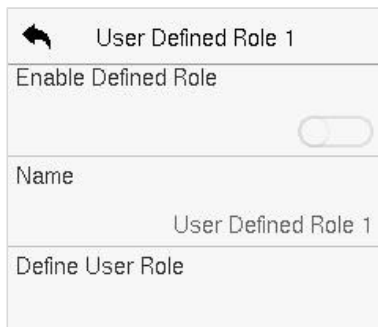 User Defined Role 1
Enable Defined Role
Name
User Defined Role 1
Define User Role